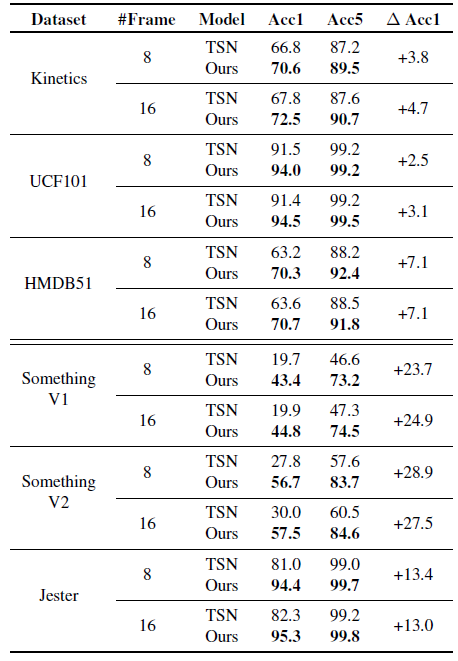 Dataset #Frame Model Acc1 Acc5 Δ Acc1
Kinetics 8 TSN 66.8 87.2 +3.8
Ours 70.6 89.5
16 TSN 67.8 87.6 +4.7
Ours 72.5 90.7
UCF101 8 TSN 91.5 99.2 +2.5
Ours 94.0 99.2
16 TSN 91.4 99.2 +3.1
Ours 94.5 99.5
HMDB51 8 TSN 63.2 88.2 +7.1
Ours 70.3 92.4
16 TSN 63.6 88.5 +7.1
Ours 70.7 91.8
Something V1 8 TSN 19.7 46.6 +23.7
Ours 43.4 73.2
16 TSN 19.9 47.3 +24.9
Ours 44.8 74.5
Something V2 8 TSN 27.8 57.6 +28.9
Ours 56.7 83.7
16 TSN 30.0 60.5 +27.5
Ours 57.5 84.6
Jester 8 TSN 81.0 99.0 +13.4
Ours 94.4 99.7
16 TSN 82.3 99.2 +13.0
Ours 95.3 99.8